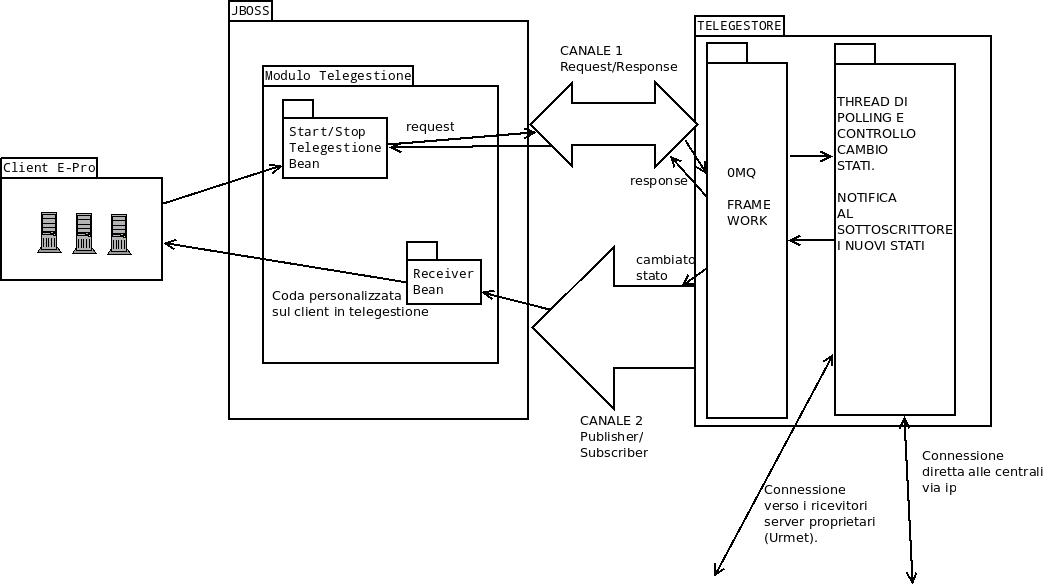 JBOSS
TELEGESTORE
CANALE 1
Request/Response
Modulo Telegestione
Start/Stop
Telegestione
Bean
request
response
Client E-Pro
0MQ
FRAME
WORK
THREAD DI
POLLING E
CONTROLLO
CAMBIO
STATI.
NOTIFICA
AL
SOTTOSCRITTORE
I NUOVI STATI
Receiver
Bean
cambiato
stato
Coda personalizzata
sul client in telegestione
CANALE 2
Publisher/
Subscriber
Connessione
diretta alle centrali
via ip
Connessione
verso i ricevitori
server proprietari
(Urmet).